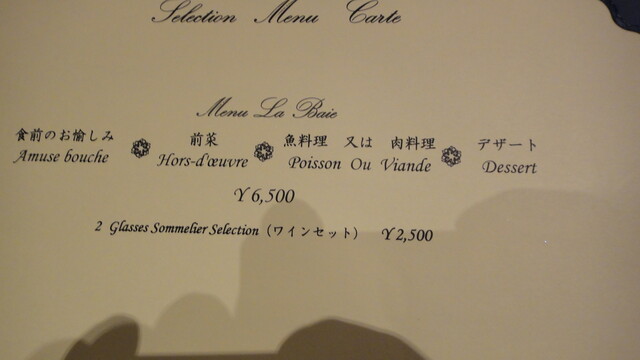 Selection Menu Carte
Menu La Baie
食前のお愉しみ 前菜 魚料理 又は 肉料理 デザート
Amuse bouche Hors-d'œuvre Poisson Ou Viande Dessert
¥6,500
2 Glasses Sommelier Selection (ワインセット) ¥2,500